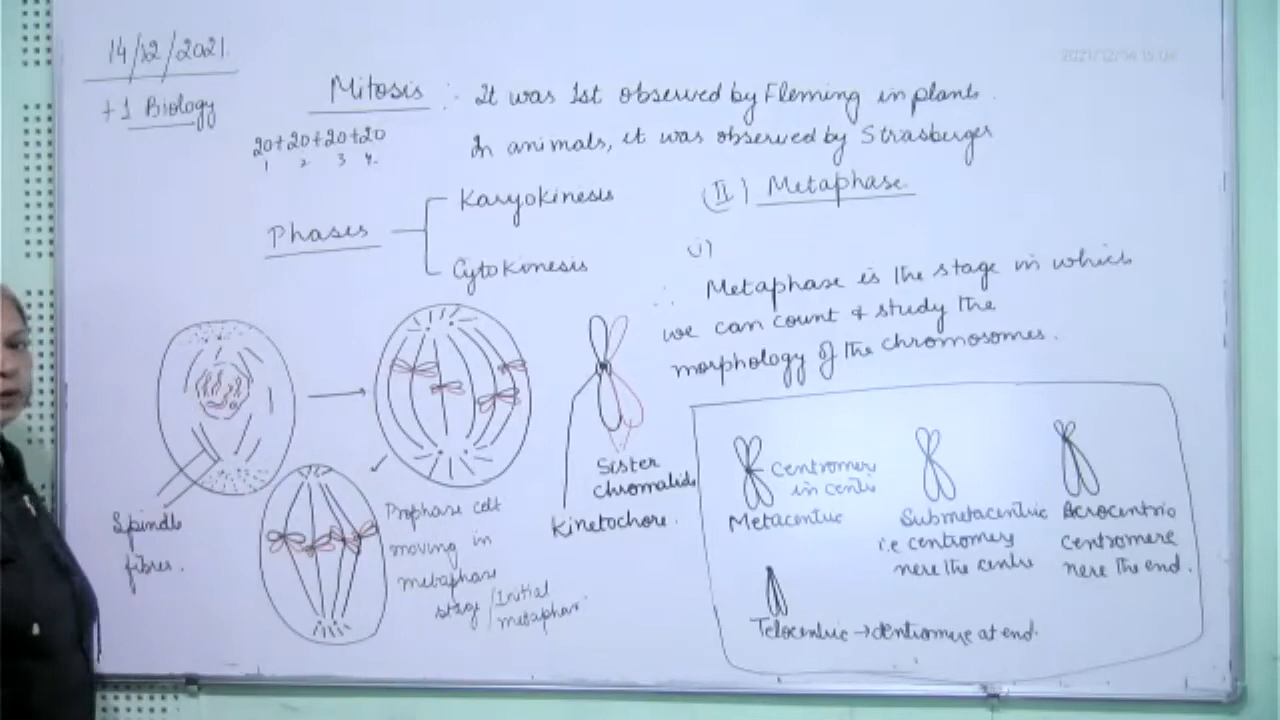 14/12/2021.
+1 Biology
Mitosis :- It was 1st observed by Fleming in plants.
In animals, it was observed by Strasberger
20+20+20+20
1 2 3 4.
Phases
Karyokinesis
Cytokinesis
(II) Metaphase.
∴ Metaphase is the stage in which
we can count & study the
morphology of the chromosomes.
Spindle
fibres.
Prophase cell
moving in
metaphase
stage / Initial
metaphase
Sister
chromatids
Kinetochore.
Centromere
in centre
Metacentric
Submetacentric
i.e centromere
nere the centre
Acrocentric
centromere
nere the end.
Telocentric → centromere at end.